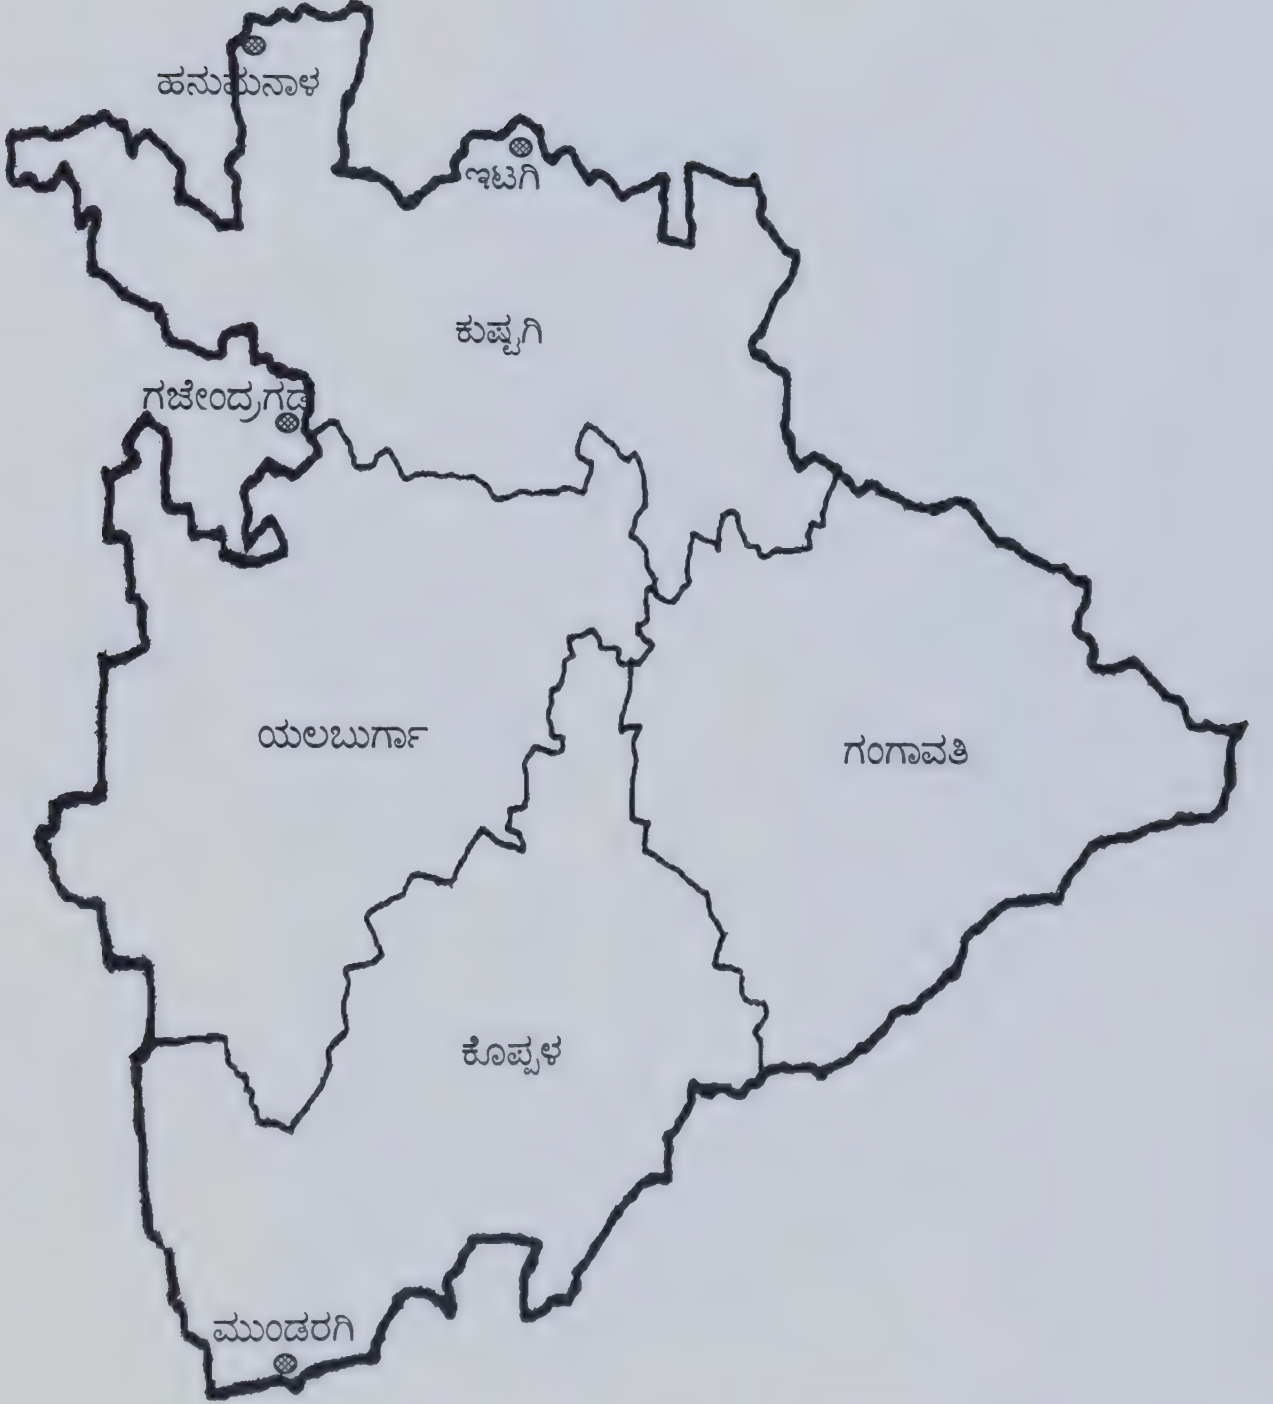 ಹನುಮನಾಳ
ಇಟಗಿ
ಕುಷ್ಟಗಿ
ಗಜೇಂದ್ರಗಡ
ಯಲಬುರ್ಗಾ
ಗಂಗಾವತಿ
ಕೊಪ್ಪಳ
ಮುಂಡರಗಿ